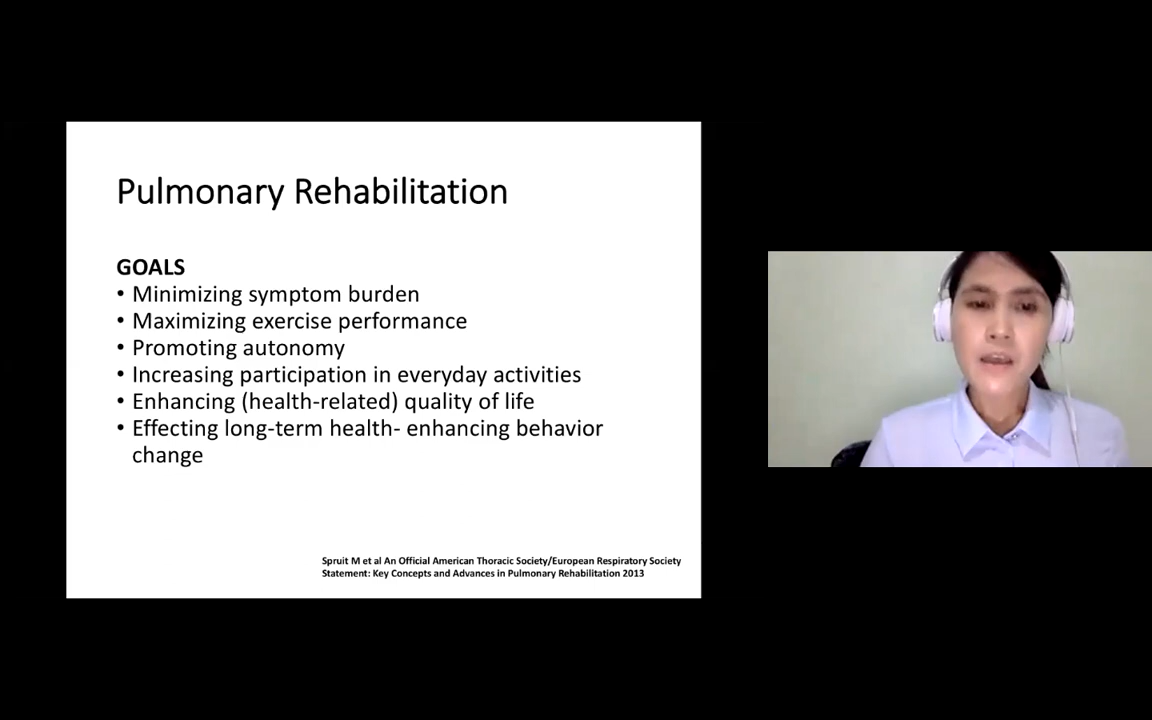 Pulmonary Rehabilitation
GOALS
• Minimizing symptom burden
• Maximizing exercise performance
• Promoting autonomy
• Increasing participation in everyday activities
• Enhancing (health-related) quality of life
• Effecting long-term health- enhancing behavior
change
Spruit M et al An Official American Thoracic Society/European Respiratory Society
Statement: Key Concepts and Advances in Pulmonary Rehabilitation 2013